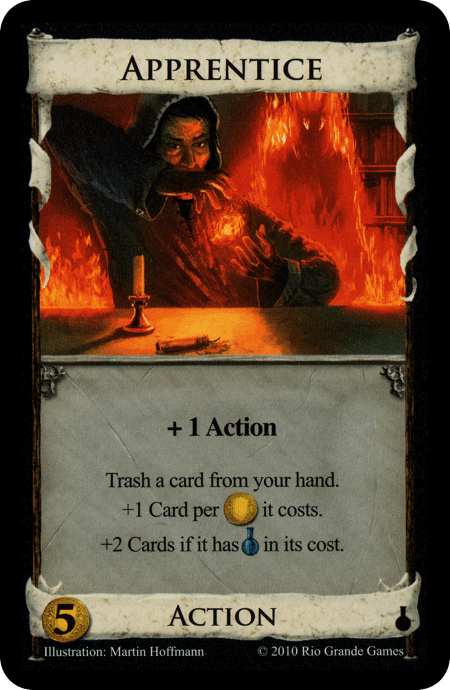 APPRENTICE
+ 1 Action
Trash a card from your hand.
+1 Card per it costs.
+2 Cards if it has in its cost.
5
ACTION
Illustration: Martin Hoffmann
© 2010 Rio Grande Games